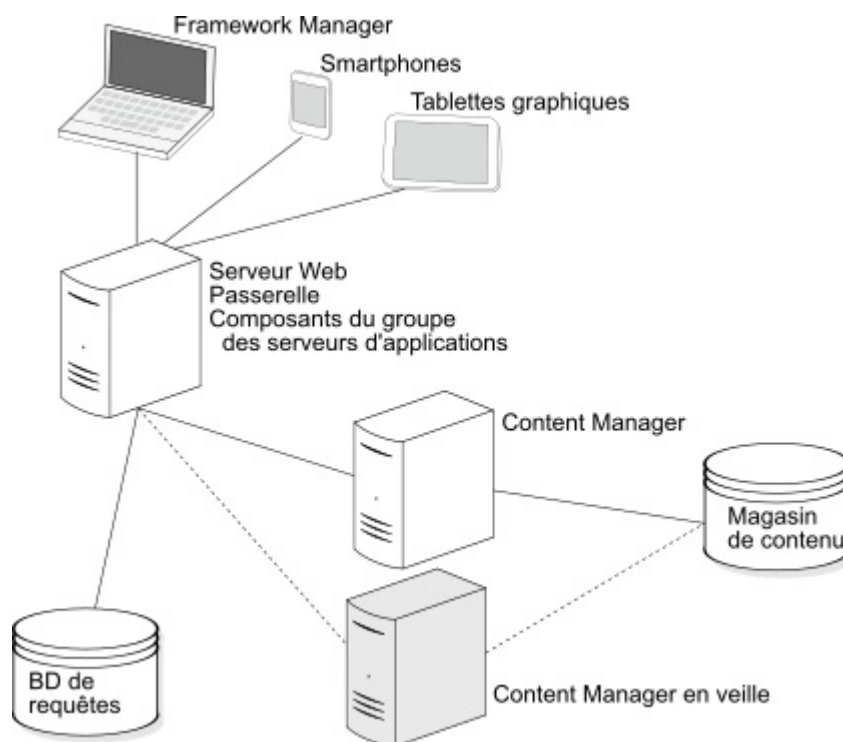 Framework Manager
Smartphones
Tablettes graphiques
Serveur Web
Passerelle
Composants du groupe
des serveurs d'applications
Content Manager
Magasin
de contenu
BD de
requêtes
Content Manager en veille